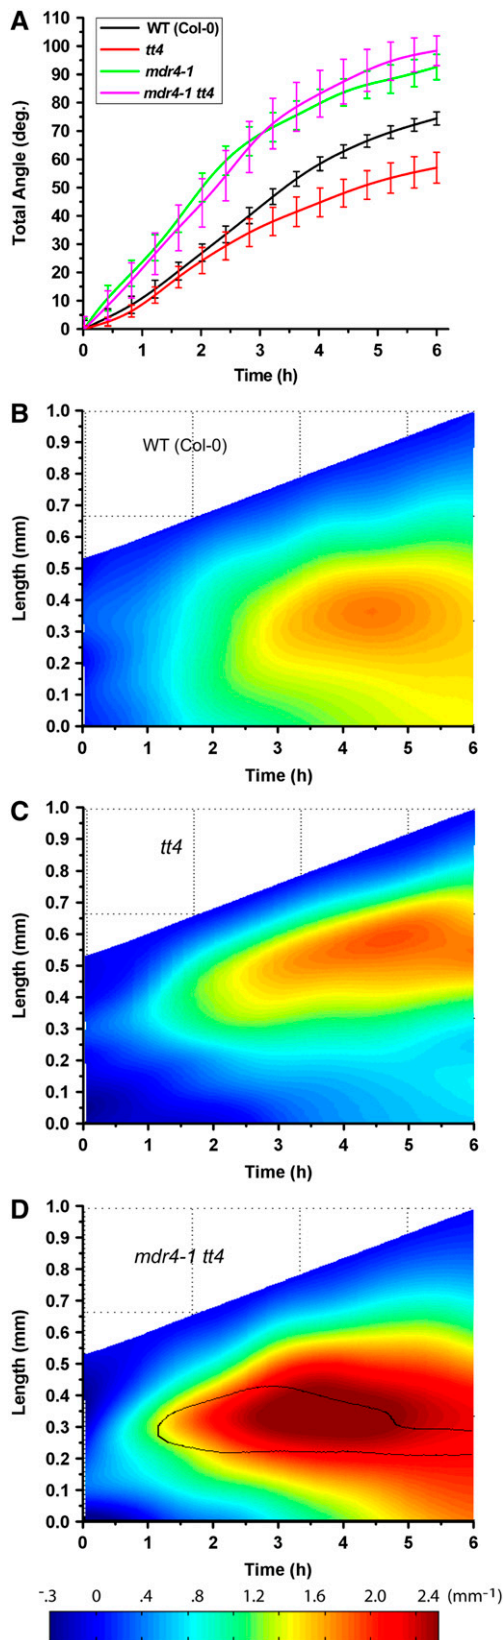 A
110
100
90
80
70
60
50
40
30
20
10
0
Total Angle (deg.)
WT (Col-0)
tt4
mdr4-1
mdr4-1 tt4
0 1 2 3 4 5 6
Time (h)
B
1.0
0.9
0.8
0.7
0.6
0.5
0.4
0.3
0.2
0.1
0.0
Length (mm)
WT (Col-0)
0 1 2 3 4 5 6
Time (h)
C
1.0
0.9
0.8
0.7
0.6
0.5
0.4
0.3
0.2
0.1
0.0
Length (mm)
tt4
0 1 2 3 4 5 6
Time (h)
D
1.0
0.9
0.8
0.7
0.6
0.5
0.4
0.3
0.2
0.1
0.0
Length (mm)
mdr4-1 tt4
0 1 2 3 4 5 6
Time (h)
-.3 0 .4 .8 1.2 1.6 2.0 2.4 (mm⁻¹)